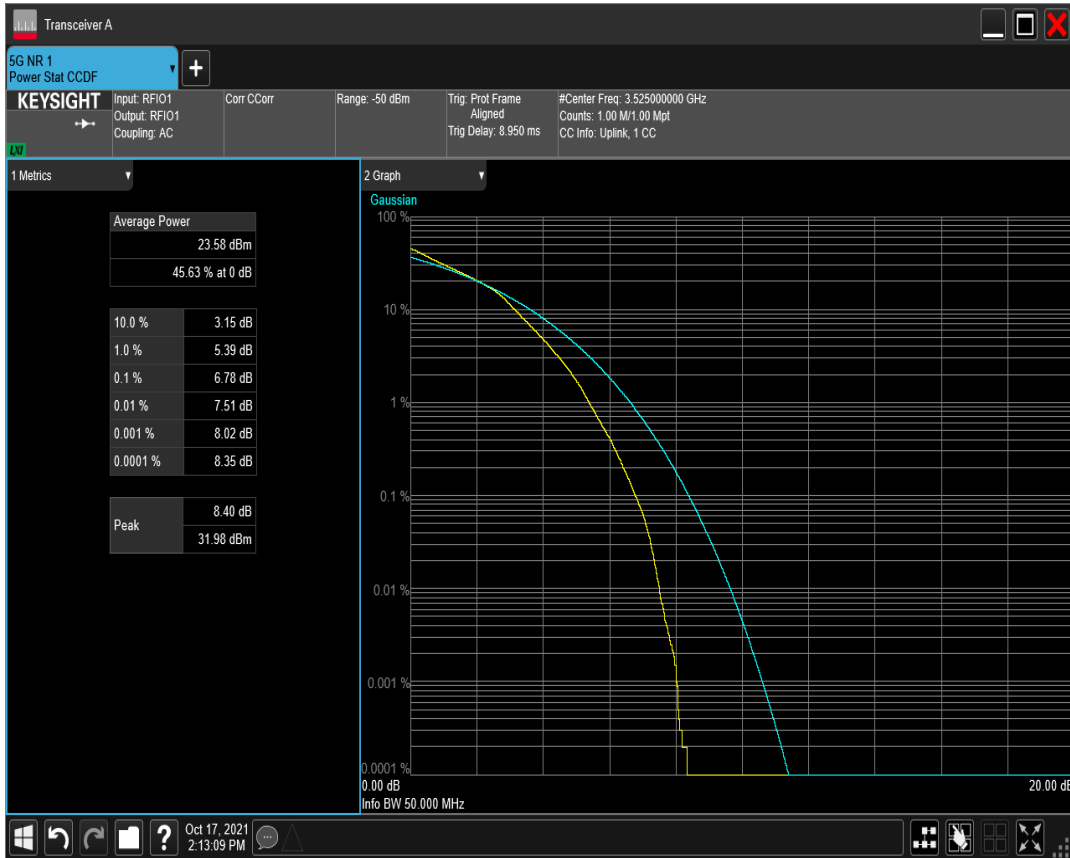 Transceiver A
5G NR 1
Power Stat CCDF
KEYSIGHT
LXI
Input: RFIO1
Output: RFIO1
Coupling: AC
Corr CCorr
Range: -50 dBm
Trig: Prot Frame
Aligned
Trig Delay: 8.950 ms
#Center Freq: 3.525000000 GHz
Counts: 1.00 M/1.00 Mpt
CC Info: Uplink, 1 CC
1 Metrics
Average Power
23.58 dBm
45.63 % at 0 dB
10.0 % 3.15 dB
1.0 % 5.39 dB
0.1 % 6.78 dB
0.01 % 7.51 dB
0.001 % 8.02 dB
0.0001 % 8.35 dB
Peak
8.40 dB
31.98 dBm
2 Graph
Gaussian
100 %
10 %
1 %
0.1 %
0.01 %
0.001 %
0.0001 %
0.00 dB 20.00 dB
Info BW 50.000 MHz
?
Oct 17, 2021
2:13:09 PM